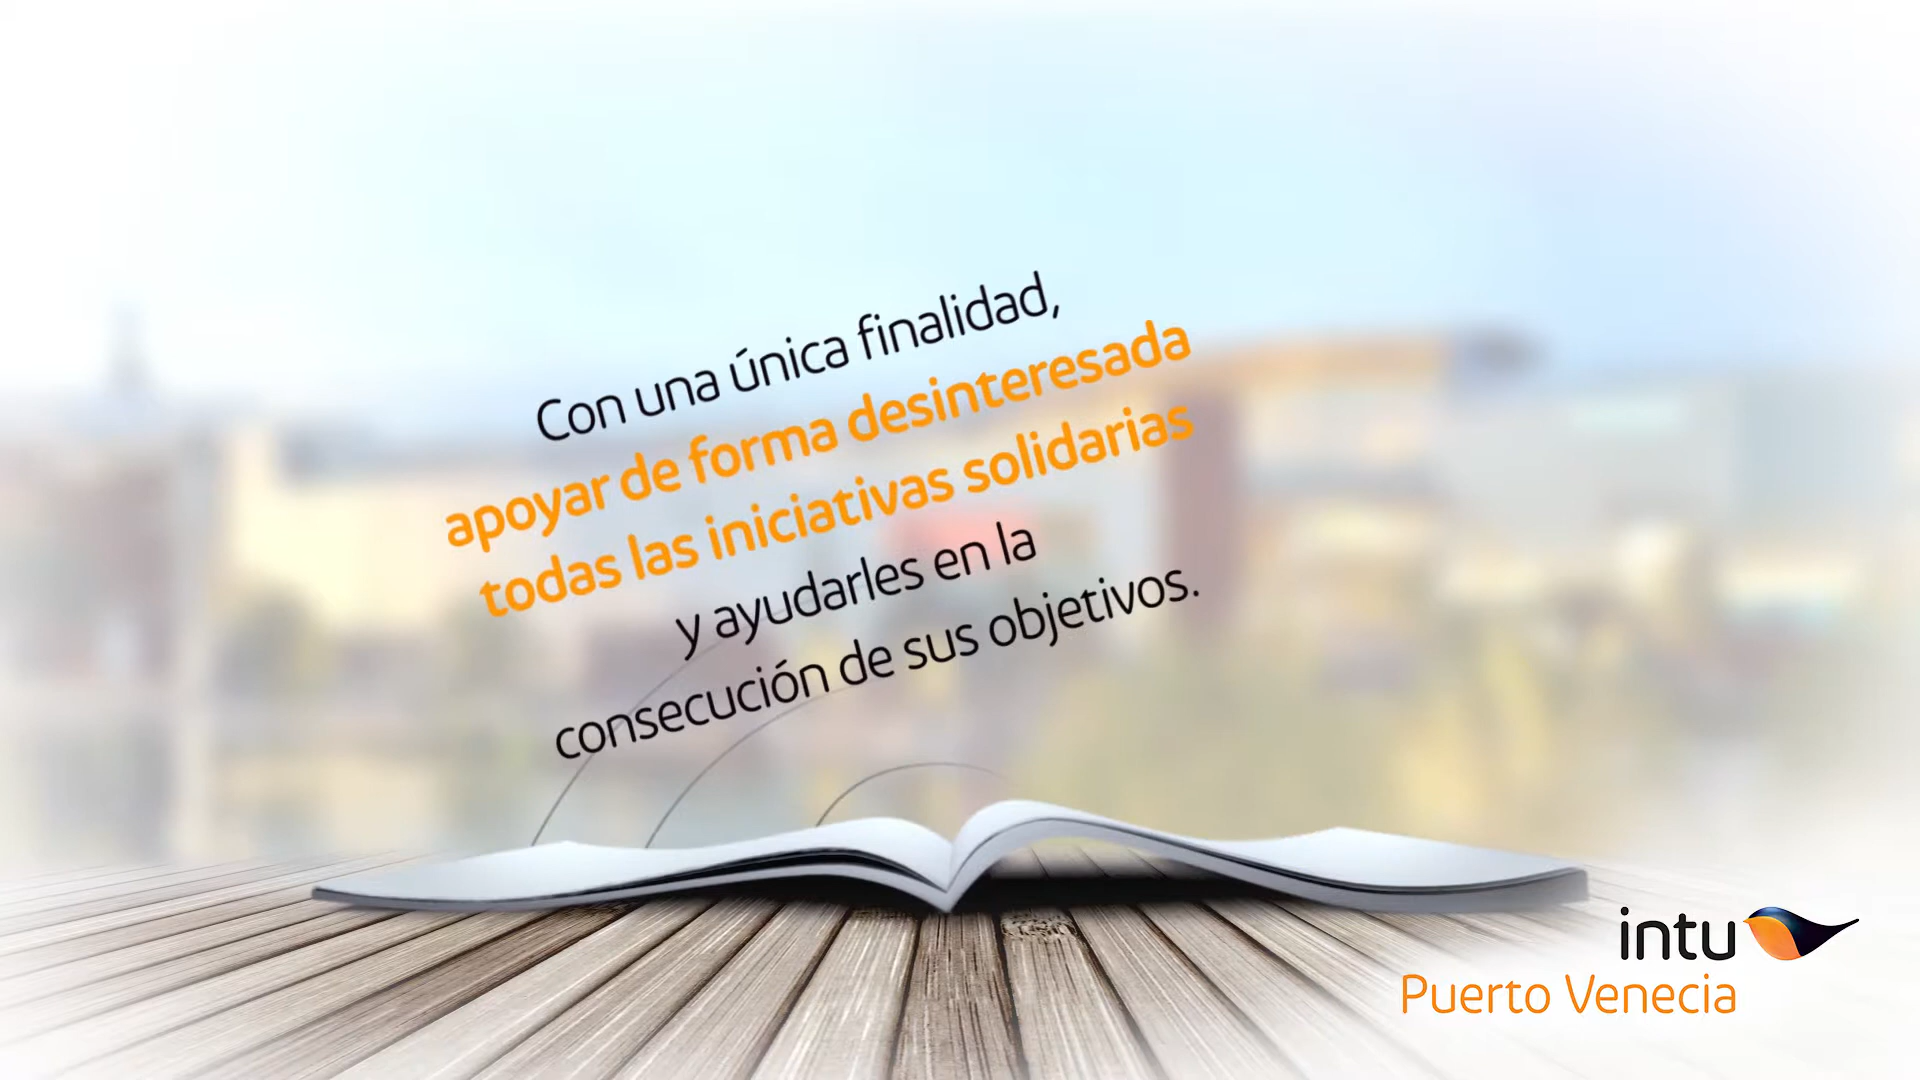 Con una única finalidad,
apoyar de forma desinteresada
todas las iniciativas solidarias
y ayudarles en la
consecución de sus objetivos.
intu
Puerto Venecia